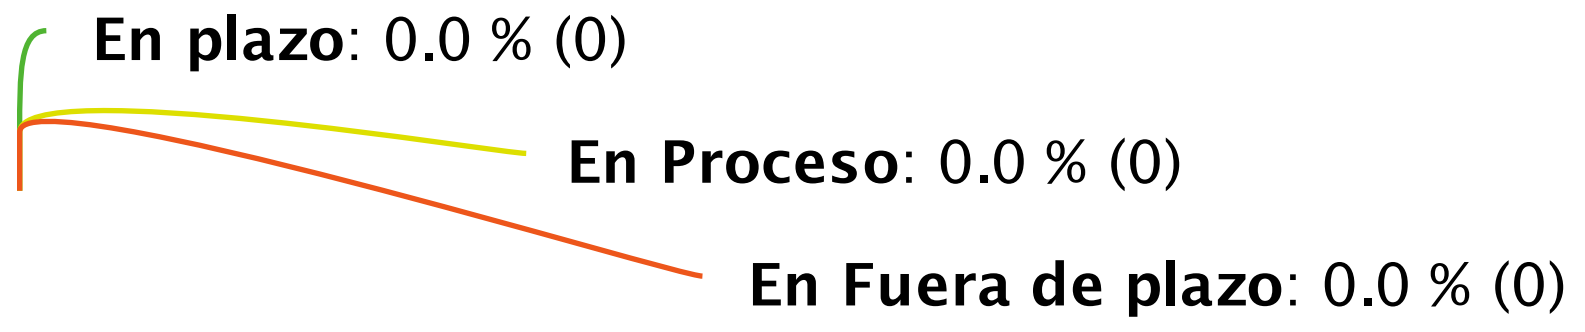 En plazo: 0.0 % (0)
En Proceso: 0.0 % (0)
En Fuera de plazo: 0.0 % (0)